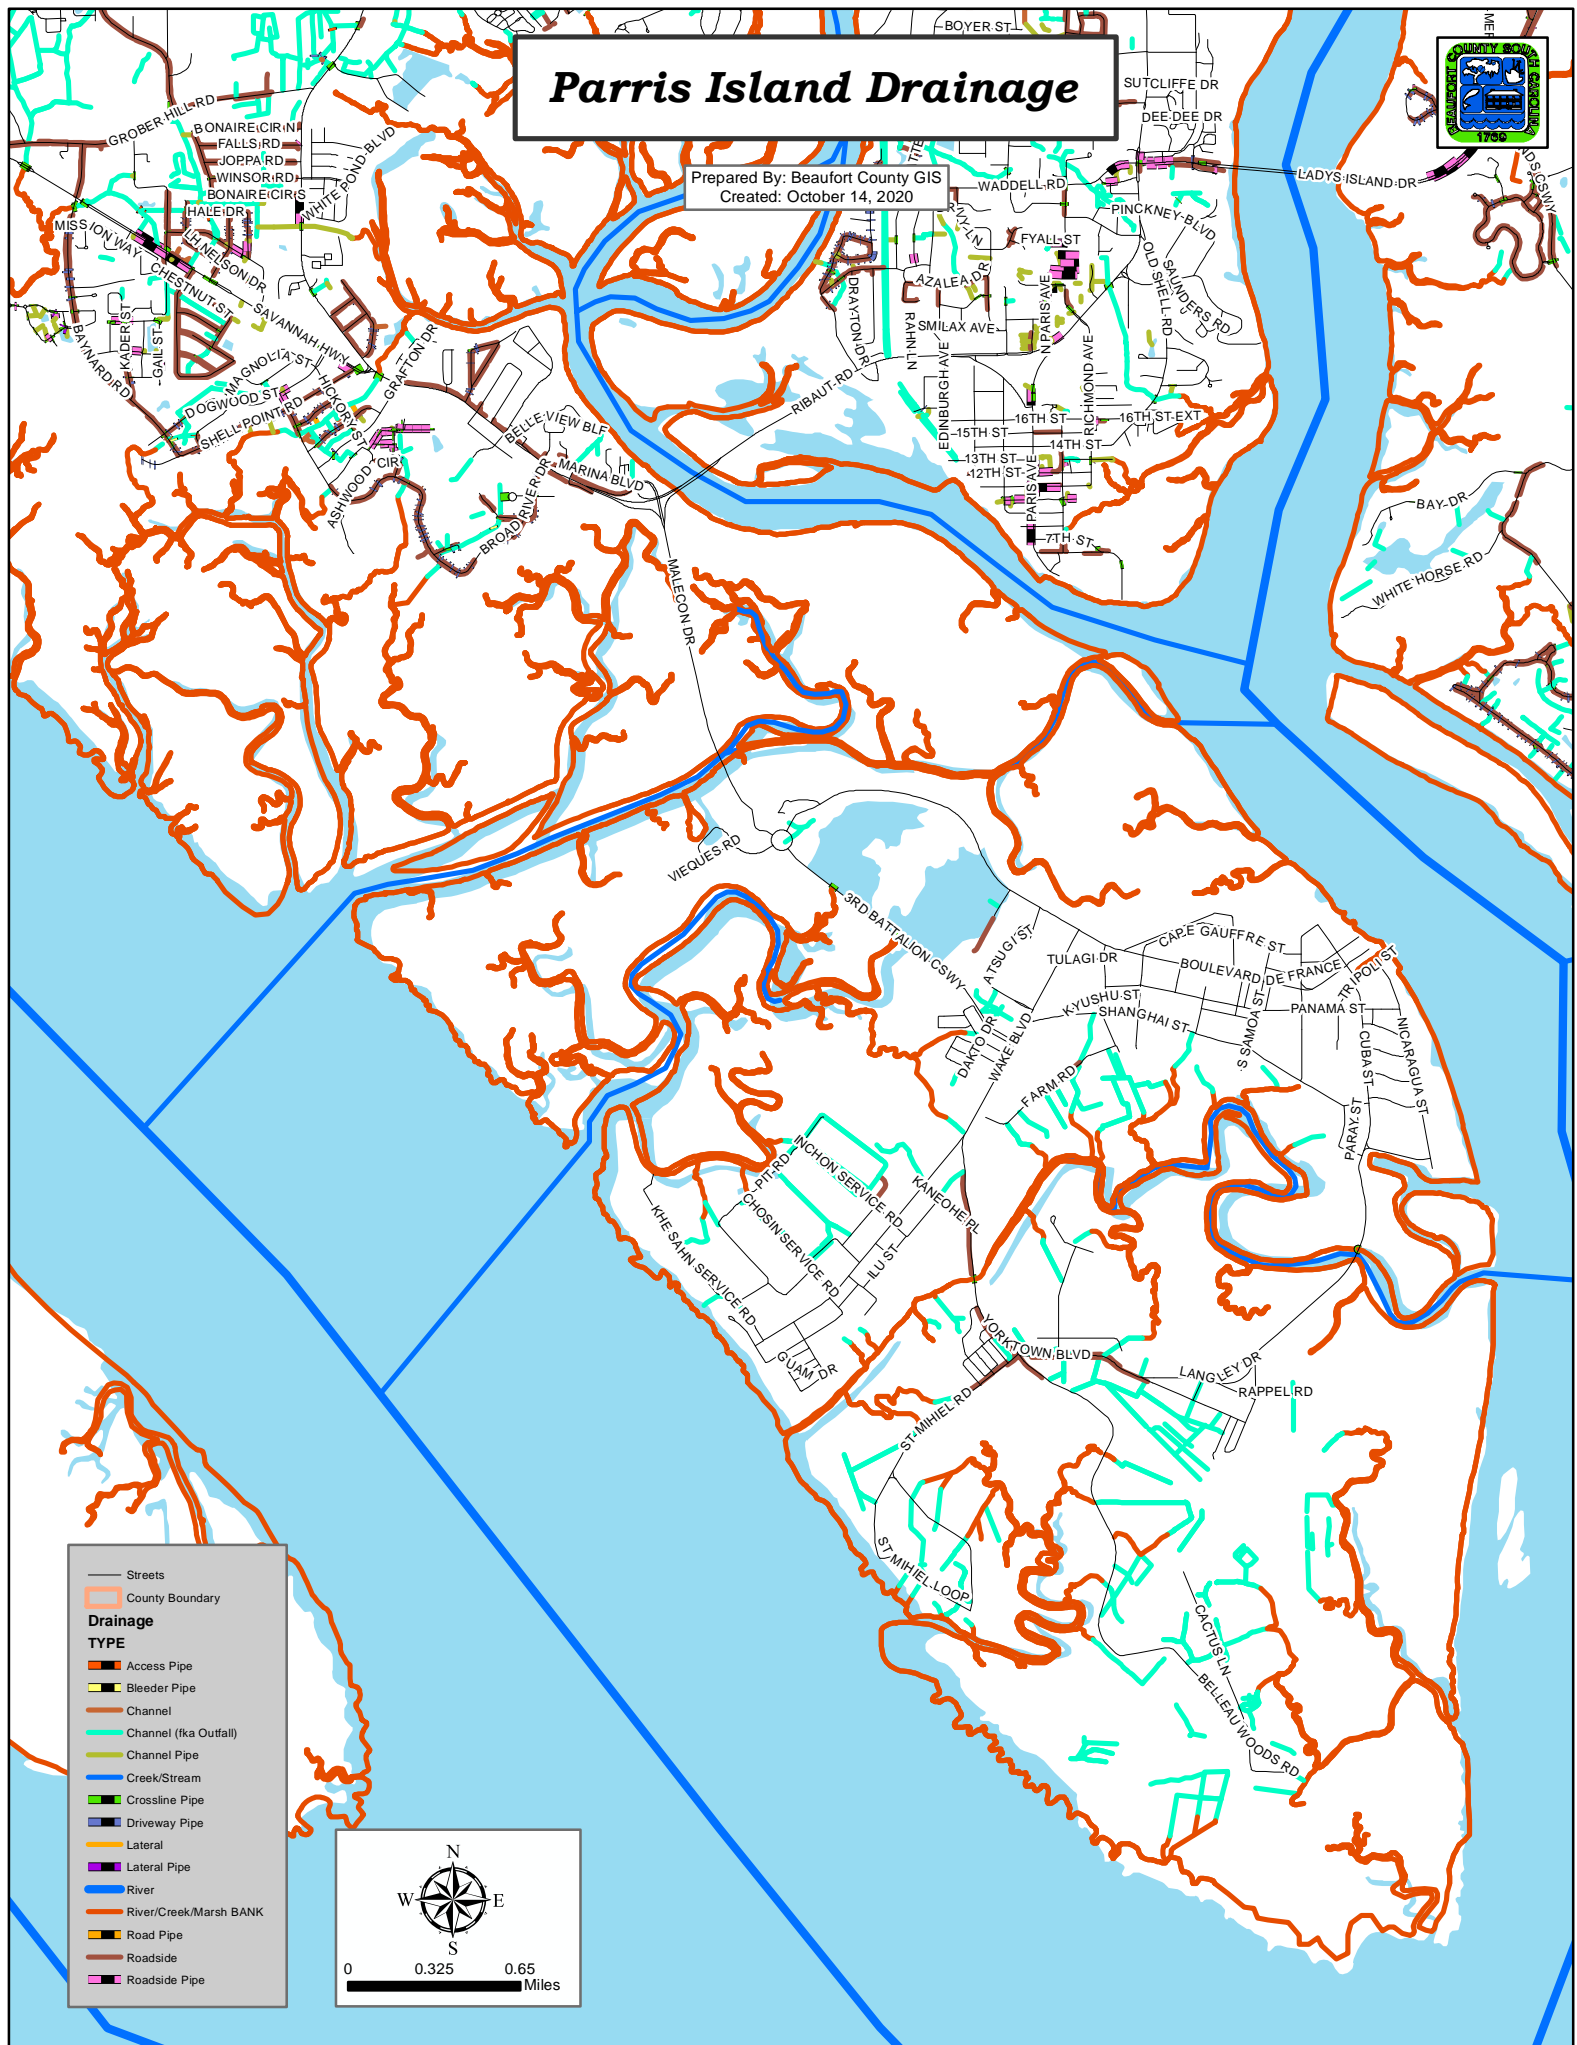 BOYER ST
Parris Island Drainage
BEAUFORT COUNTY SOUTH CAROLINA
1769
SUTCLIFFE DR
DEE DEE DR
GROBER HILL RD
BONAIRE CIR N
FALLS RD
JOPPA RD
WINSOR RD
BONAIRE CIR S
WHITE POND BLVD
HALE DR
Prepared By: Beaufort County GIS
Created: October 14, 2020
WADDELL RD
LADYS ISLAND DR
PINCKNEY BLVD
MISSION WAY
LH NELSON DR
CHESTNUT ST
SAVANNAH HWY
FYALL ST
OLD SHELL RD
SAUNDERS RD
AZALEA DR
DRAYTON DR
RAHN LN
SMILAX AVE
N PARIS AVE
EDINBURGH AVE
RICHMOND AVE
BAYNARD RD
KADER ST
GAIL ST
MAGNOLIA ST
HICKORY ST
GRAFTON DR
DOGWOOD ST
SHELL POINT RD
RIBAUT RD
16TH ST
16TH ST EXT
15TH ST
14TH ST
13TH ST
12TH ST
PARIS AVE
7TH ST
BELLEVIEW BLF
MARINA BLVD
ASHWOOD CIR
BROAD RIVER DR
BAY DR
WHITE HORSE RD
MALECON DR
VIEQUES RD
3RD BATTALION CSWY
ATSUGI ST
TULAGI DR
CAPE GAUFFRE ST
BOULEVARD DE FRANCE
TRIPOLI ST
KYUSHU ST
SHANGHAI ST
PANAMA ST
S SAMOA ST
CUBA ST
NICARAGUA ST
DAKTO DR
WAKE BLVD
FARM RD
PARAY ST
PIT RD
INCHON SERVICE RD
KANEOHE PL
CHOSIN SERVICE RD
ILU ST
KHE SAHN SERVICE RD
GUAM DR
YORKTOWN BLVD
LANGLEY DR
RAPPEL RD
ST MIHIEL RD
ST MIHIEL LOOP
CACTUS LN
BELLEAU WOODS RD
Streets
County Boundary
Drainage
TYPE
Access Pipe
Bleeder Pipe
Channel
Channel (fka Outfall)
Channel Pipe
Creek/Stream
Crossline Pipe
Driveway Pipe
Lateral
Lateral Pipe
River
River/Creek/Marsh BANK
Road Pipe
Roadside
Roadside Pipe
N
W E
S
0 0.325 0.65
Miles